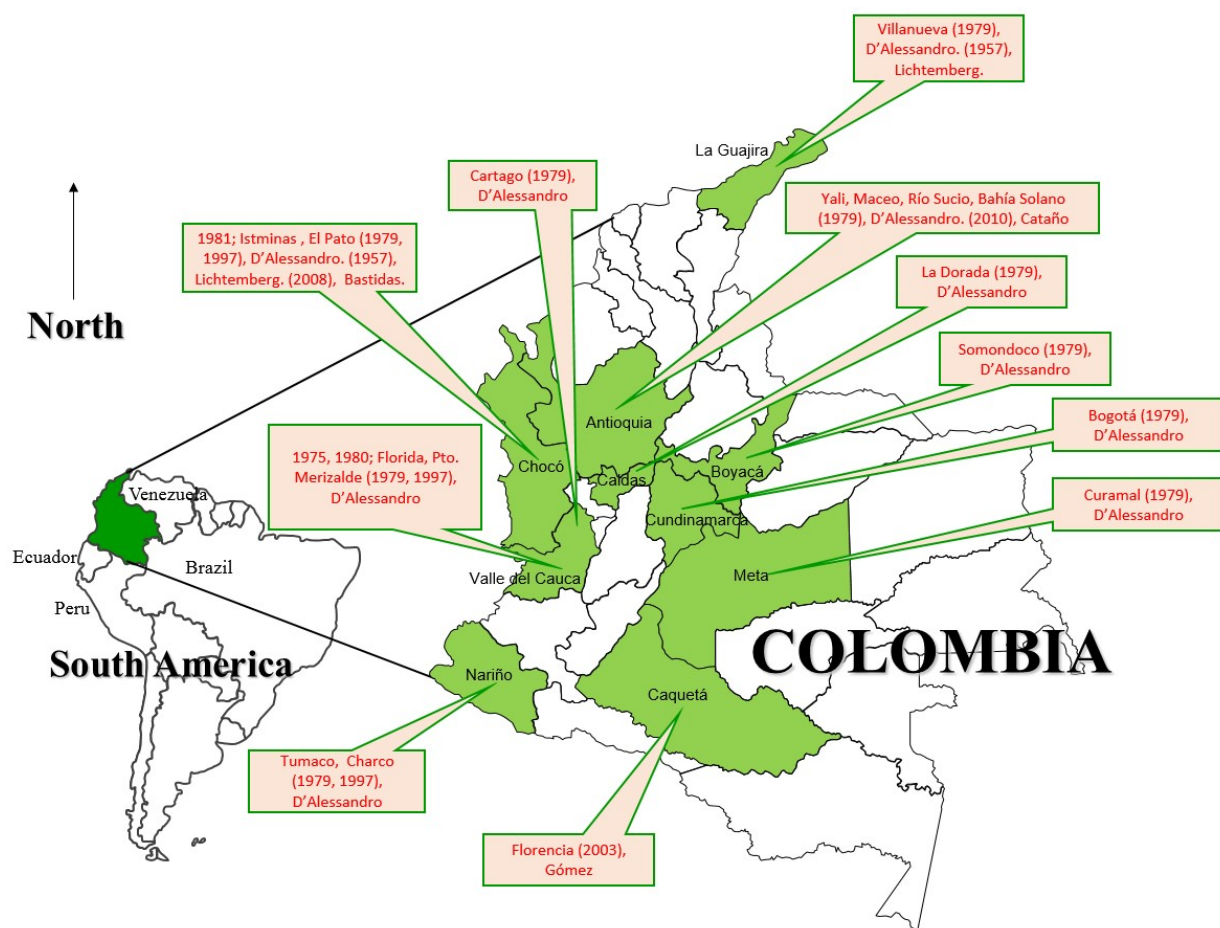 Villanueva (1979),
D’Alessandro. (1957),
Lichtemberg.
La Guajira
Cartago (1979),
D’Alessandro
Yali, Maceo, Río Sucio, Bahía Solano
(1979), D’Alessandro. (2010), Cataño
1981; Istminas , El Pato (1979,
1997), D’Alessandro. (1957),
Lichtemberg. (2008), Bastidas.
La Dorada (1979),
D’Alessandro
North
Somondoco (1979),
D’Alessandro
Bogotá (1979),
D’Alessandro
Antioquia
Chocó
Caldas
Boyacá
1975, 1980; Florida, Pto.
Merizalde (1979, 1997),
D’Alessandro
Curamal (1979),
D’Alessandro
Venezuela
Cundinamarca
Ecuador
Brazil
Valle del Cauca
Meta
Peru
South America
COLOMBIA
Nariño
Caquetá
Tumaco, Charco
(1979, 1997),
D’Alessandro
Florencia (2003),
Gómez